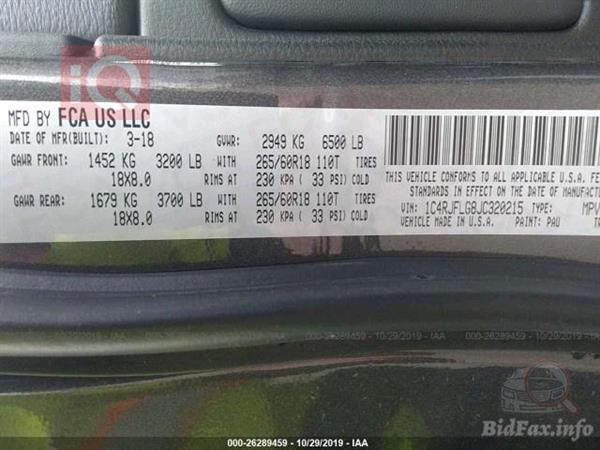 iQ
MFD BY FCA US LLC
DATE OF MFR(BUILT): 3-18 GVWR: 2949 KG 6500 LB
GAWR FRONT: 1452 KG 3200 LB WITH 265/60R18 110T TIRES
18X8.0 RIMS AT 230 KPA ( 33 PSI) COLD
GAWR REAR: 1679 KG 3700 LB WITH 265/60R18 110T TIRES
18X8.0 RIMS AT 230 KPA ( 33 PSI) COLD
THIS VEHICLE CONFORMS TO ALL APPLICABLE U.S.A. FE
STANDARDS IN EFFECT ON THE DATE OF MAN
VIN: 1C4RJFLG8JC320215 TYPE: MPV
VEHICLE MADE IN U.S.A. PAINT: PAU
000-26289459 - 10/29/2019 - IAA
000-26289459 - 10/29/2019 - IAA
BidFax.info